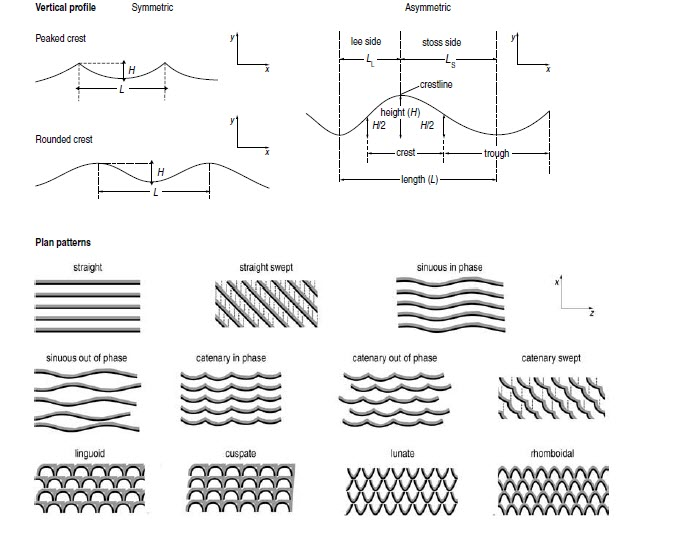 Vertical profile Symmetric Asymmetric
Peaked crest
H
L
y
x
Rounded crest
H
L
y
x
lee side stoss side
L_L L_S
y
x
crestline
height (H)
H/2 H/2
crest trough
length (L)
Plan patterns
straight straight swept sinuous in phase
x
z
sinuous out of phase catenary in phase catenary out of phase catenary swept
linguoid cuspate lunate rhomboidal